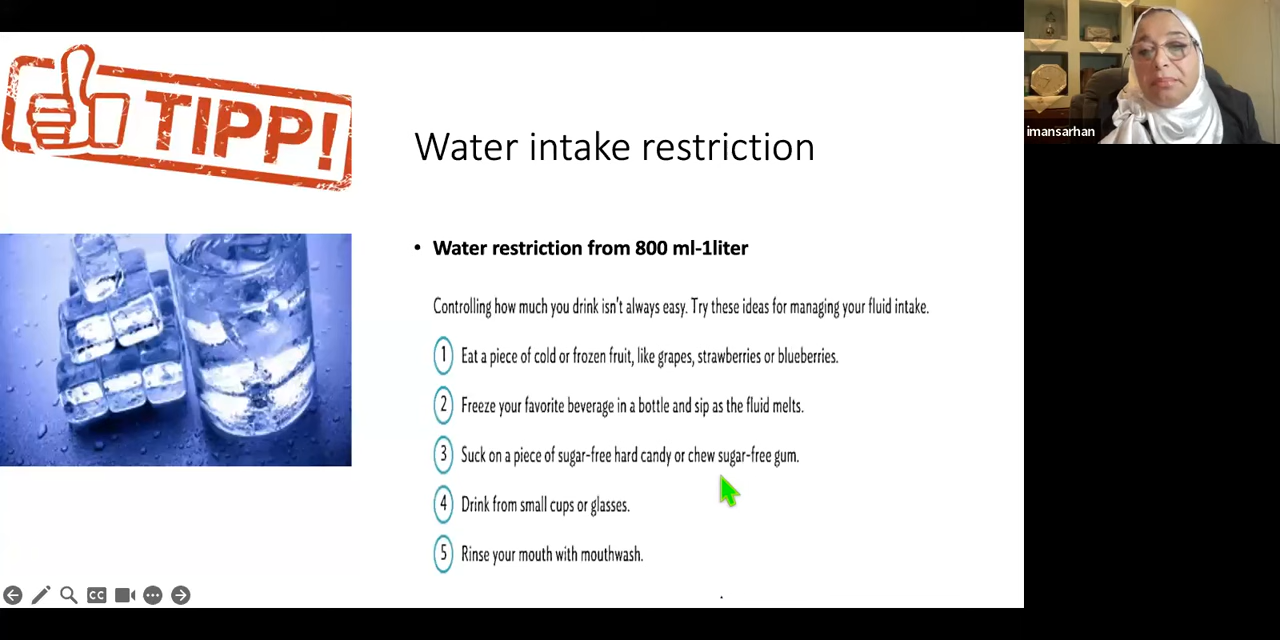 TIPP!
Water intake restriction
• Water restriction from 800 ml-1liter
Controlling how much you drink isn't always easy. Try these ideas for managing your fluid intake.
1 Eat a piece of cold or frozen fruit, like grapes, strawberries or blueberries.
2 Freeze your favorite beverage in a bottle and sip as the fluid melts.
3 Suck on a piece of sugar-free hard candy or chew sugar-free gum.
4 Drink from small cups or glasses.
5 Rinse your mouth with mouthwash.
CC
imansarhan